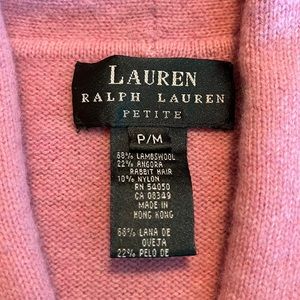 LAUREN
RALPH LAUREN
PETITE
P/M
68% LAMBSWOOL
22% ANGORA
RABBIT HAIR
10% NYLON
RN 54050
CA 08349
MADE IN
HONG KONG
68% LANA DE
OVEJA
22% PELO DE